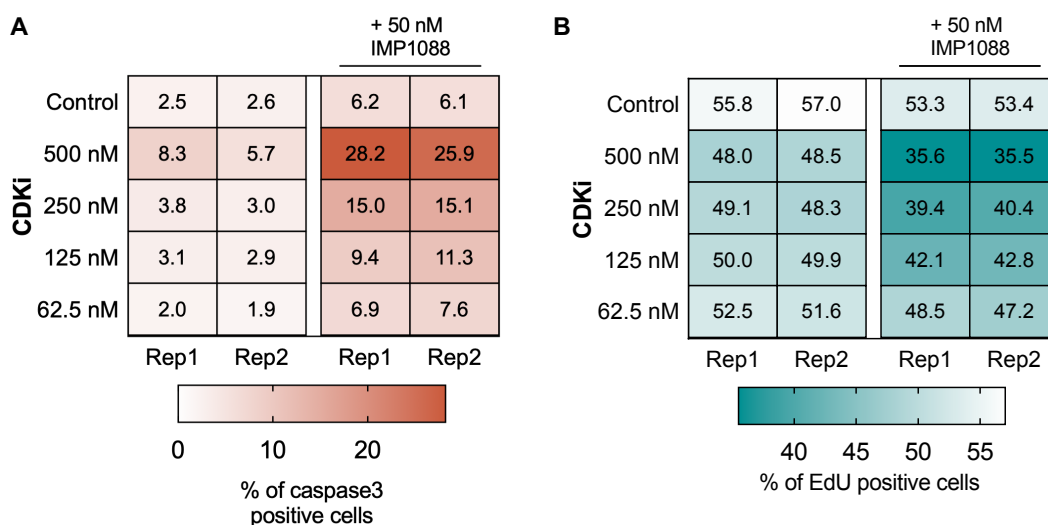 A
+ 50 nM
IMP1088
CDKi
Control 2.5 2.6 6.2 6.1
500 nM 8.3 5.7 28.2 25.9
250 nM 3.8 3.0 15.0 15.1
125 nM 3.1 2.9 9.4 11.3
62.5 nM 2.0 1.9 6.9 7.6
Rep1 Rep2 Rep1 Rep2
0 10 20
% of caspase3
positive cells
B
+ 50 nM
IMP1088
CDKi
Control 55.8 57.0 53.3 53.4
500 nM 48.0 48.5 35.6 35.5
250 nM 49.1 48.3 39.4 40.4
125 nM 50.0 49.9 42.1 42.8
62.5 nM 52.5 51.6 48.5 47.2
Rep1 Rep2 Rep1 Rep2
40 45 50 55
% of EdU positive cells